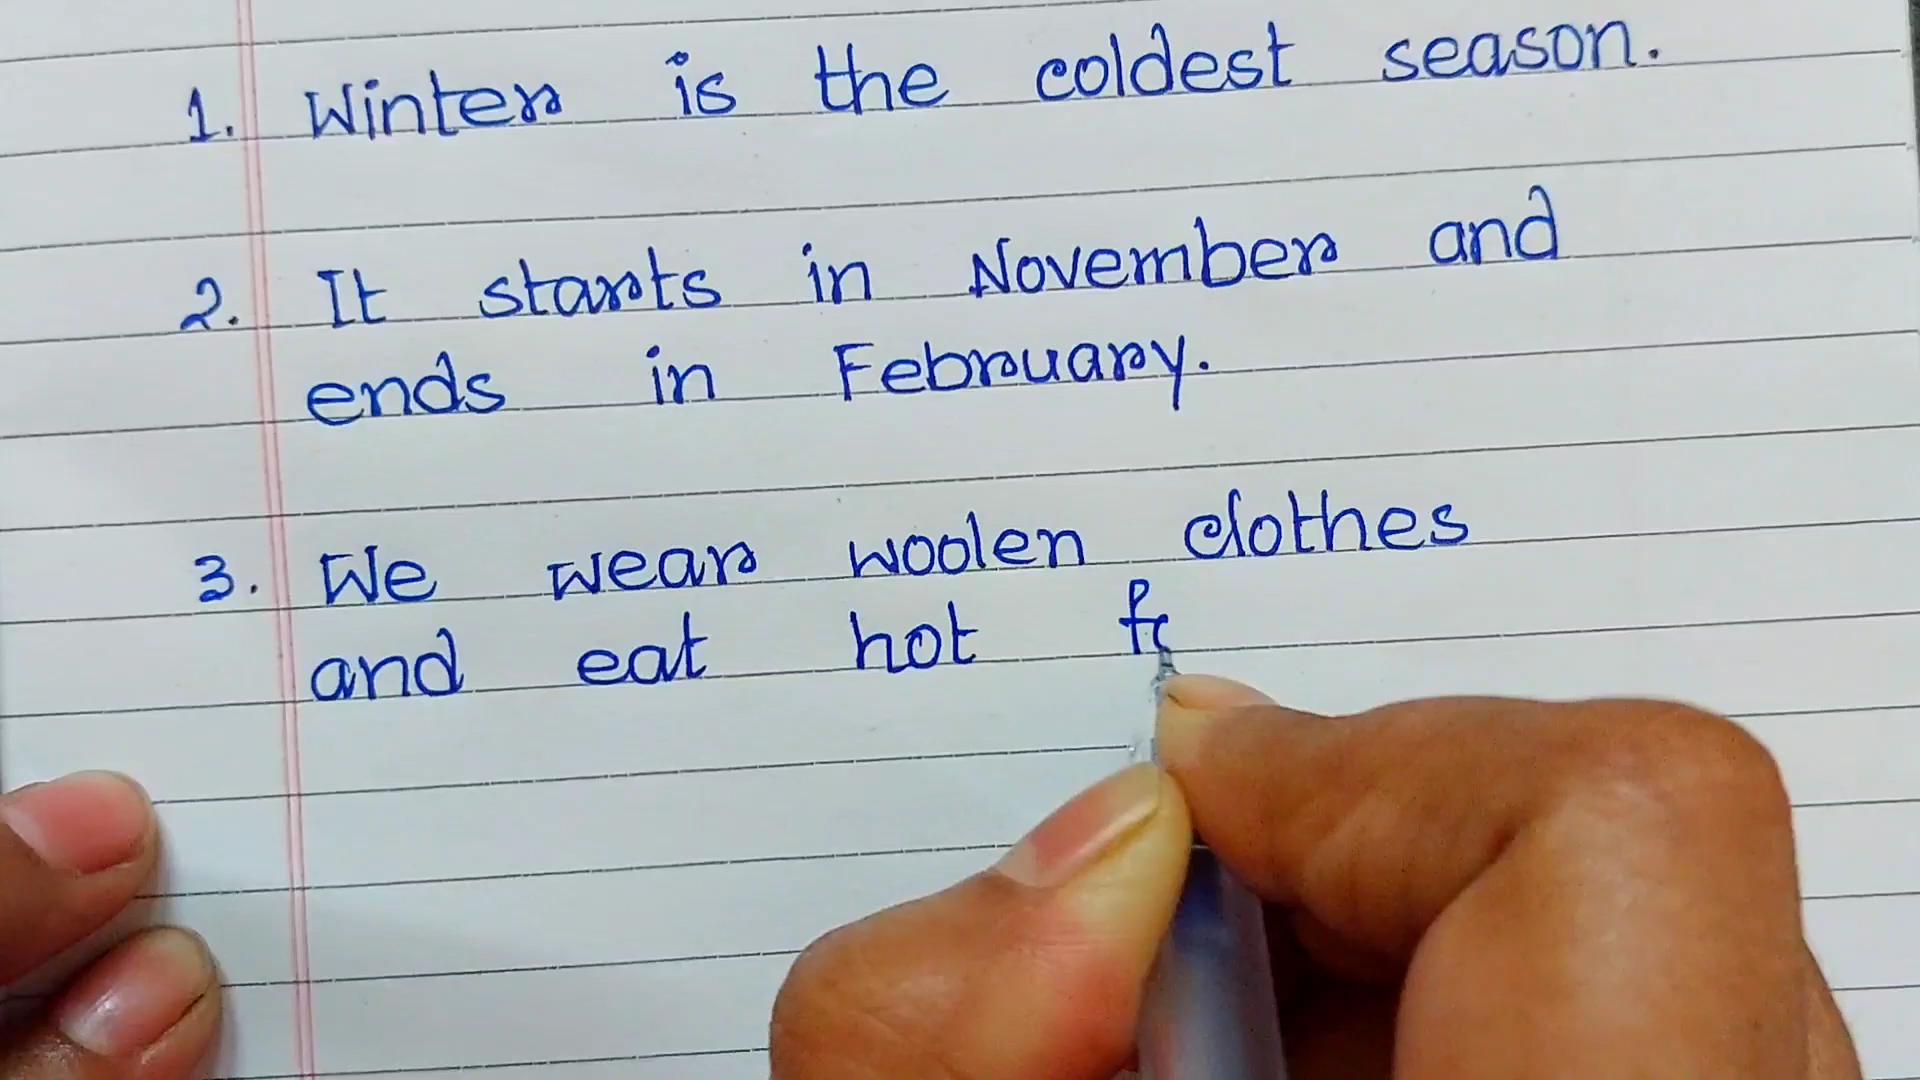 1. Winter is the coldest season.
2. It starts in November and
ends in February.
3. We wear woolen clothes
and eat hot